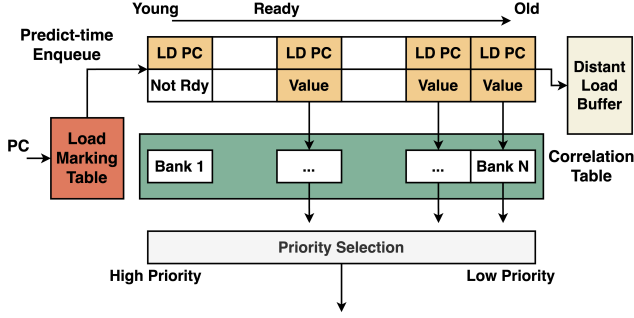 Young Ready Old
Predict-time
Enqueue
LD PC LD PC LD PC LD PC
Not Rdy Value Value Value
Distant
Load
Buffer
PC
Load
Marking
Table
Bank 1 ... ... Bank N
Correlation
Table
Priority Selection
High Priority Low Priority